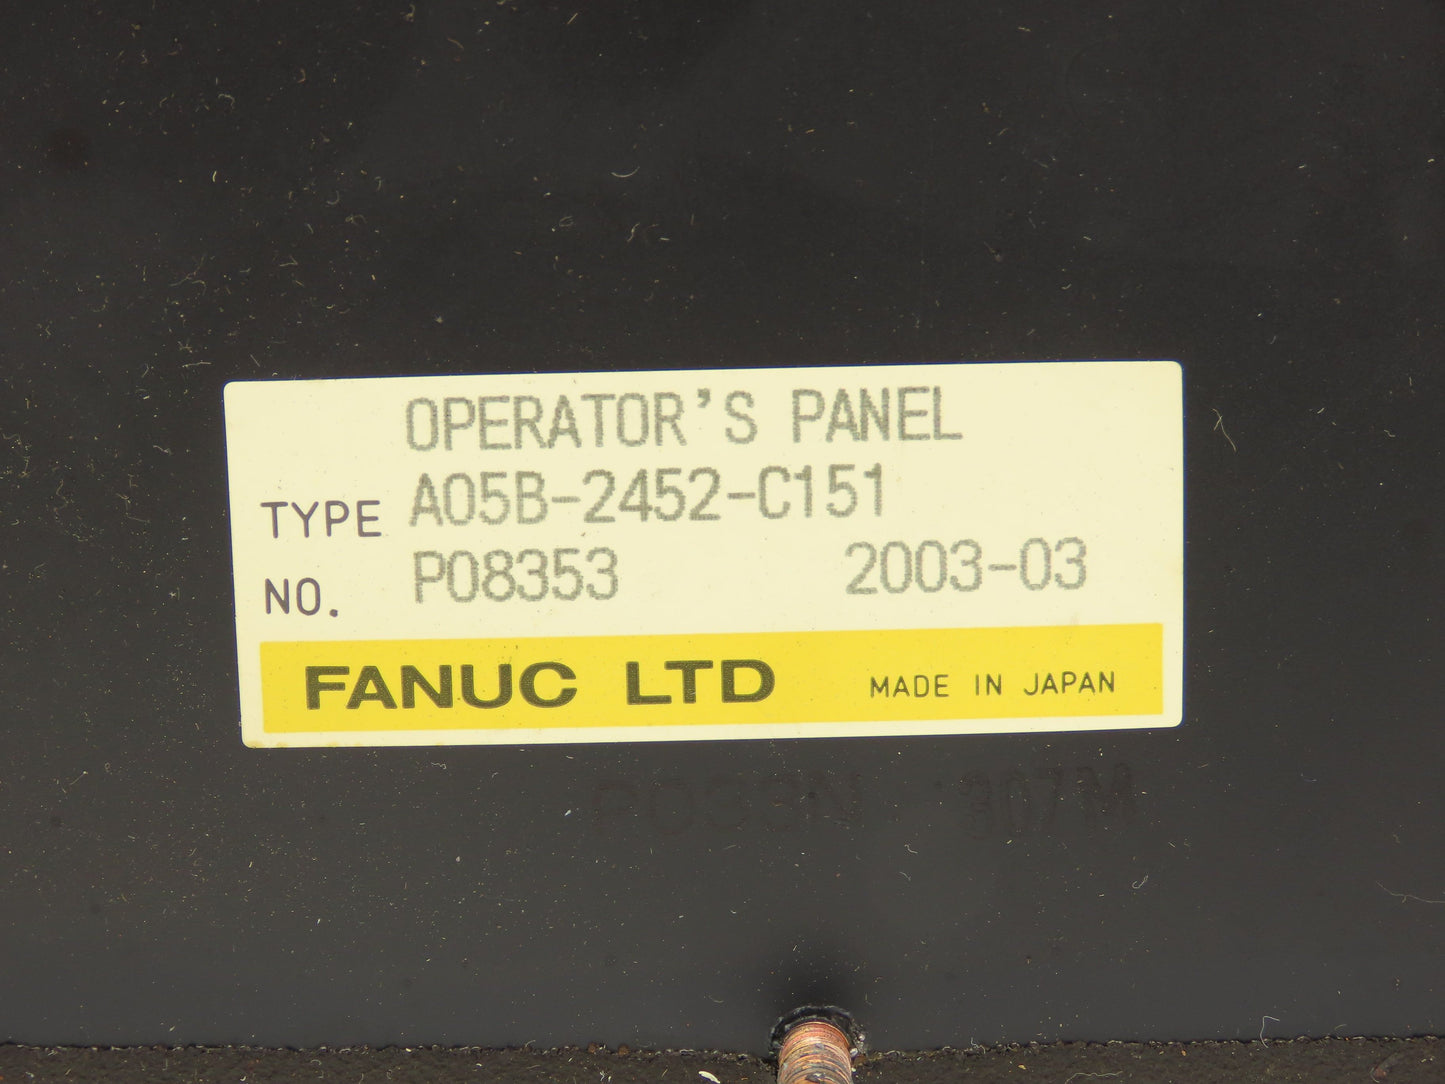 OPERATOR'S PANEL
TYPE A05B-2452-C151
NO. P08353 2003-03
FANUC LTD MADE IN JAPAN